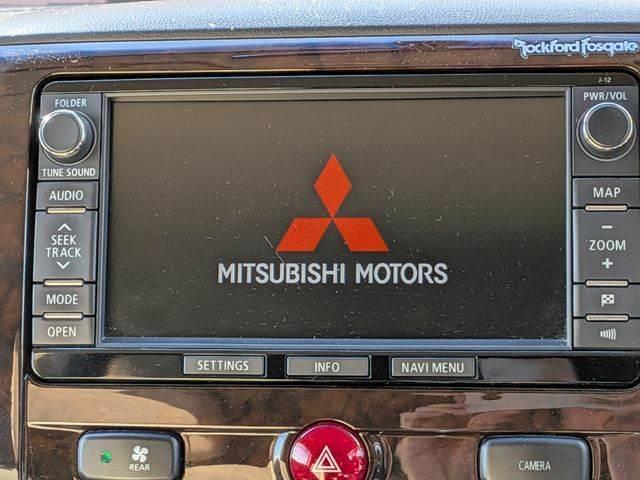 Rockford Fosgate
J-12
FOLDER
TUNE SOUND
AUDIO
SEEK
TRACK
MODE
OPEN
MITSUBISHI MOTORS
PWR/VOL
MAP
−
ZOOM
+
SETTINGS
INFO
NAVI MENU
REAR
CAMERA